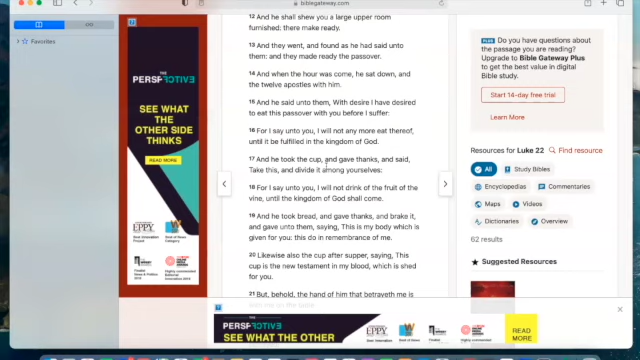 biblegateway.com
Favorites
THE
PERSPECTIVE
SEE WHAT
THE
OTHER SIDE
THINKS
READ MORE
EPPY
12 And he shall shew you a large upper room
furnished: there make ready.
13 And they went, and found as he had said unto
them: and they made ready the passover.
14 And when the hour was come, he sat down, and
the twelve apostles with him.
15 And he said unto them, With desire I have desired
to eat this passover with you before I suffer:
16 For I say unto you, I will not any more eat thereof,
until it be fulfilled in the kingdom of God.
17 And he took the cup, and gave thanks, and said,
Take this, and divide it among yourselves:
18 For I say unto you, I will not drink of the fruit of the
vine, until the kingdom of God shall come.
19 And he took bread, and gave thanks, and brake it,
and gave unto them, saying, This is my body which is
given for you: this do in remembrance of me.
20 Likewise also the cup after supper, saying, This
cup is the new testament in my blood, which is shed
for you.
21 But, behold, the hand of him that betrayeth me is
PLUS Do you have questions about
the passage you are reading?
Upgrade to Bible Gateway Plus
to get the best value in digital
Bible study.
Start 14-day free trial
Learn More
Resources for Luke 22
Find resource
All
Study Bibles
Encyclopedias
Commentaries
Maps
Videos
Dictionaries
Overview
62 results
Suggested Resources
THE
PERSPECTIVE
SEE WHAT THE OTHER
EPPY
READ
MORE